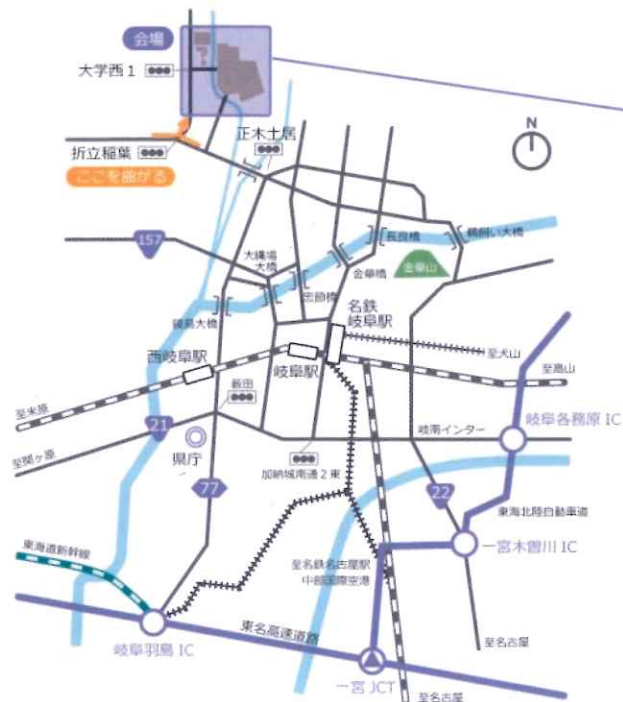 会場
大学西1
正木土居
折立稲葉
ここを曲がる
N
157
大縄場
大橋
長良橋
鵜飼い大橋
金華山
金華橋
忠節橋
鏡島大橋
名鉄
岐阜駅
西岐阜駅
岐阜駅
至犬山
至高山
至米原
薮田
21
岐阜各務原 IC
岐南インター
県庁
至関ヶ原
加納城南通2東
77
22
東海北陸自動車道
東海道新幹線
一宮木曽川 IC
至名鉄名古屋駅
中部国際空港
東名高速道路
至名古屋
岐阜羽島 IC
一宮 JCT
至名古屋